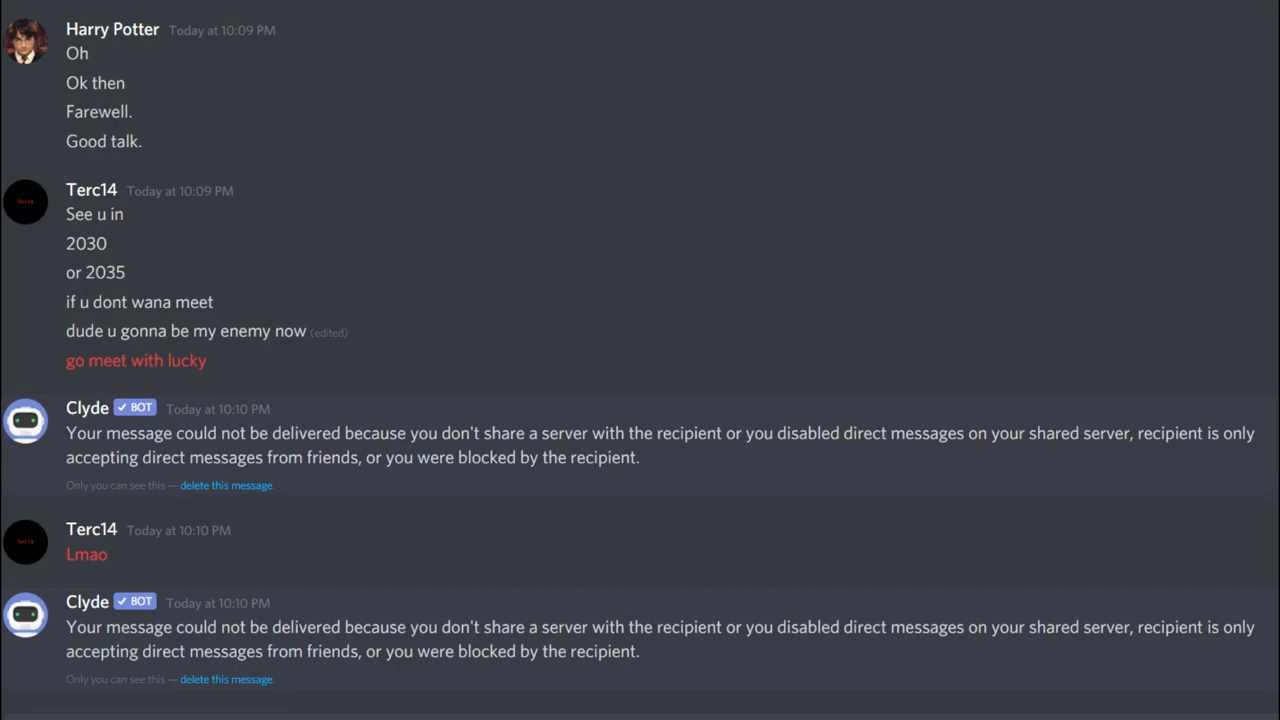 Harry Potter Today at 10:09 PM
Oh
Ok then
Farewell.
Good talk.
Terc14 Today at 10:09 PM
See u in
2030
or 2035
if u dont wana meet
dude u gonna be my enemy now (edited)
go meet with lucky
Clyde ✓ BOT Today at 10:10 PM
Your message could not be delivered because you don't share a server with the recipient or you disabled direct messages on your shared server, recipient is only
accepting direct messages from friends, or you were blocked by the recipient.
Only you can see this — delete this message.
Terc14 Today at 10:10 PM
Lmao
Clyde ✓ BOT Today at 10:10 PM
Your message could not be delivered because you don't share a server with the recipient or you disabled direct messages on your shared server, recipient is only
accepting direct messages from friends, or you were blocked by the recipient.
Only you can see this — delete this message.